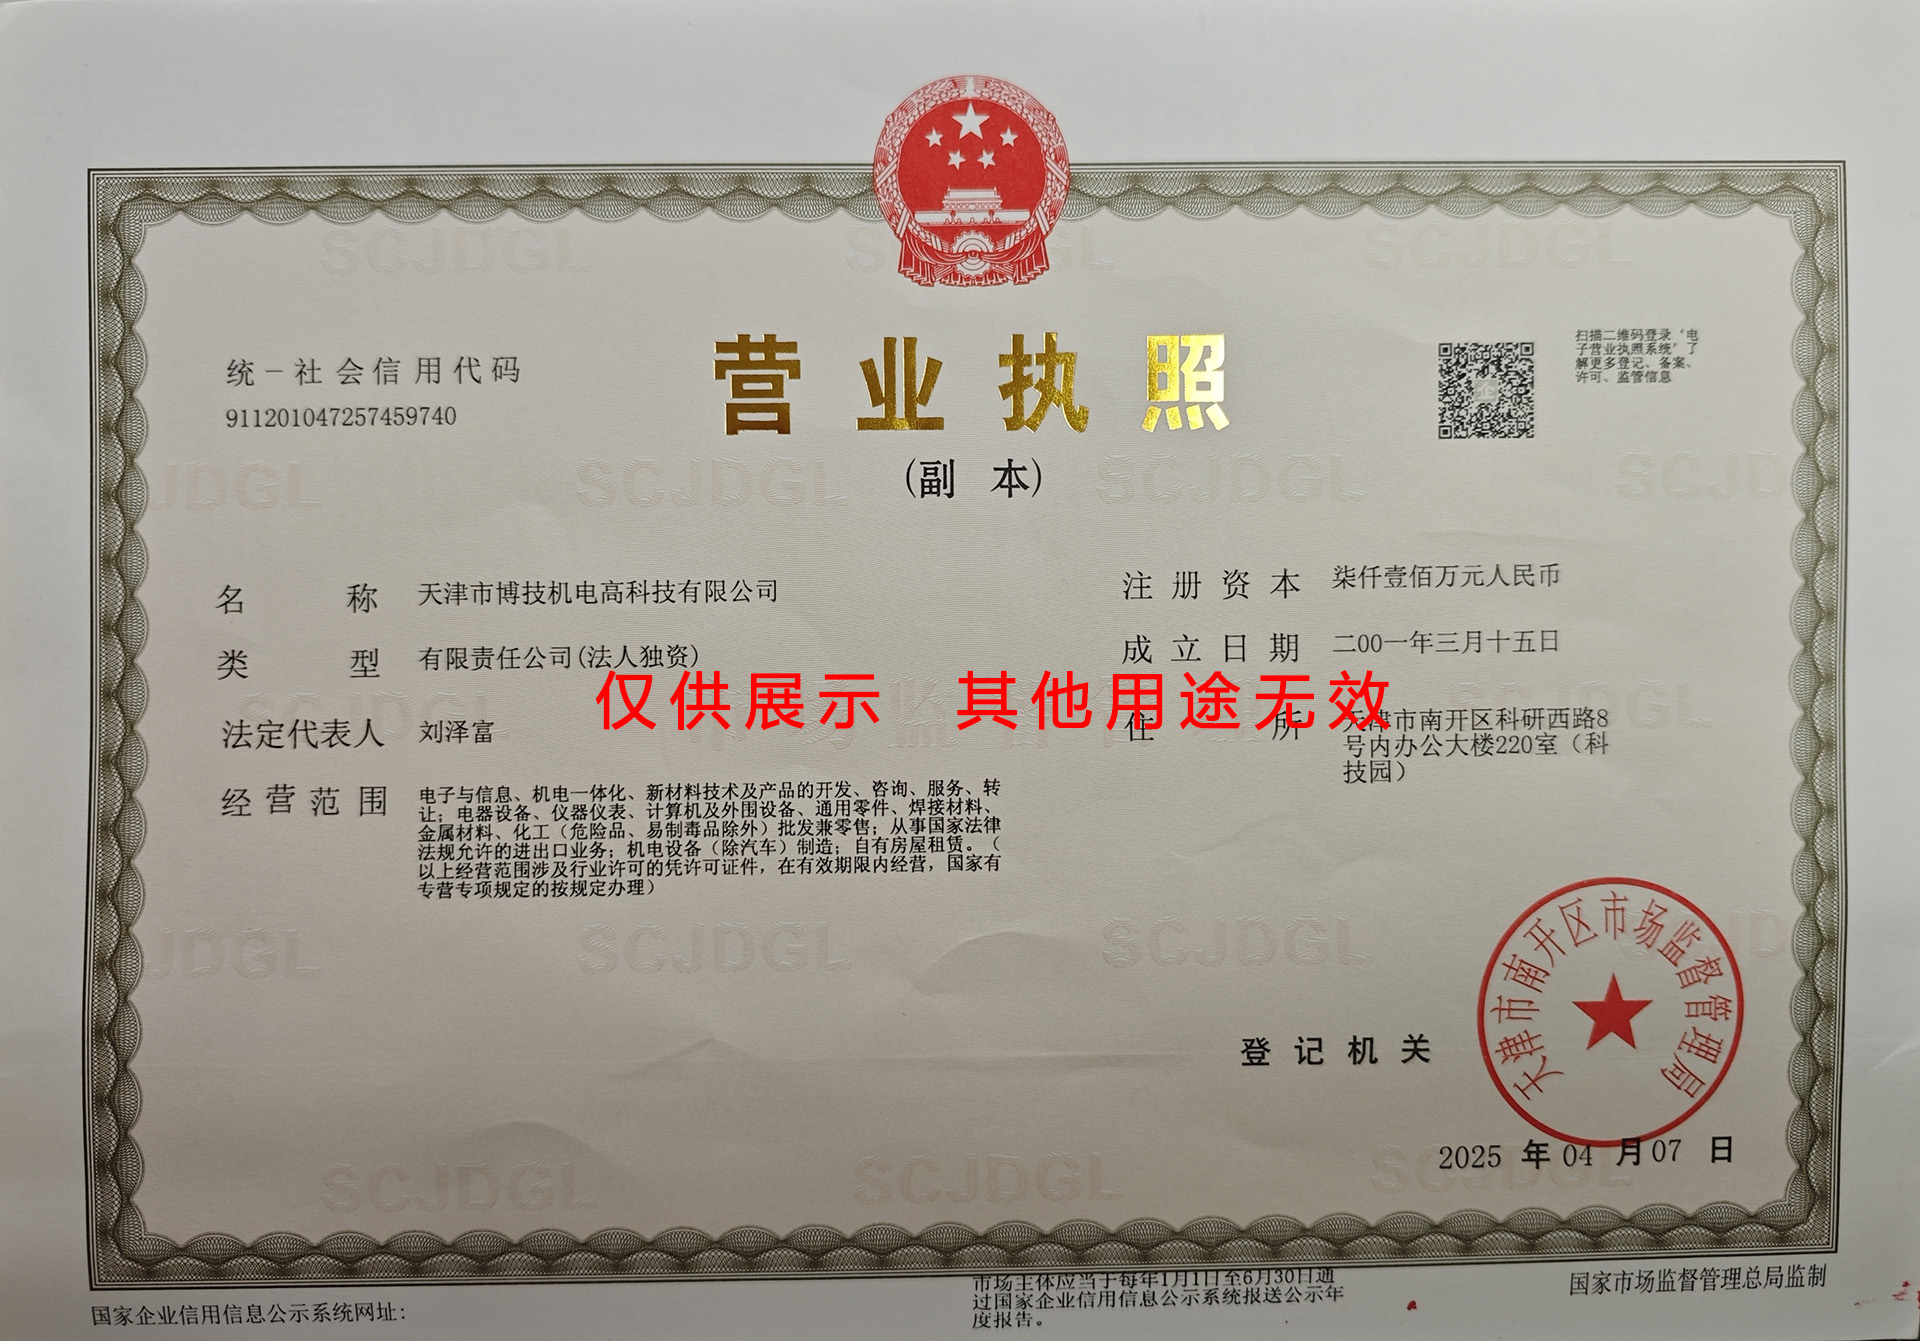 营业执照
(副 本)
统一社会信用代码
911201047257459740
扫描二维码登录‘电
子营业执照系统’了
解更多登记、备案、
许可、监管信息
名 称 天津市博技机电高科技有限公司
类 型 有限责任公司(法人独资)
法定代表人 刘泽富
经营范围 电子与信息、机电一体化、新材料技术及产品的开发、咨询、服务、转
让；电器设备、仪器仪表、计算机及外围设备、通用零件、焊接材料、
金属材料、化工（危险品、易制毒品除外）批发兼零售；从事国家法律
法规允许的进出口业务；机电设备（除汽车）制造；自有房屋租赁。（
以上经营范围涉及行业许可的凭许可证件，在有效期限内经营，国家有
专营专项规定的按规定办理）
注册资本 柒仟壹佰万元人民币
成立日期 二00一年三月十五日
仅供展示 其他用途无效
住 所 天津市南开区科研西路8
号内办公大楼220室（科
技园）
天津市南开区市场监督管理局
登记机关
2025 年 04 月 07 日
国家企业信用信息公示系统网址:
市场主体应当于每年1月1日至6月30日通
过国家企业信用信息公示系统报送公示年
度报告。
国家市场监督管理总局监制
SCJDGL